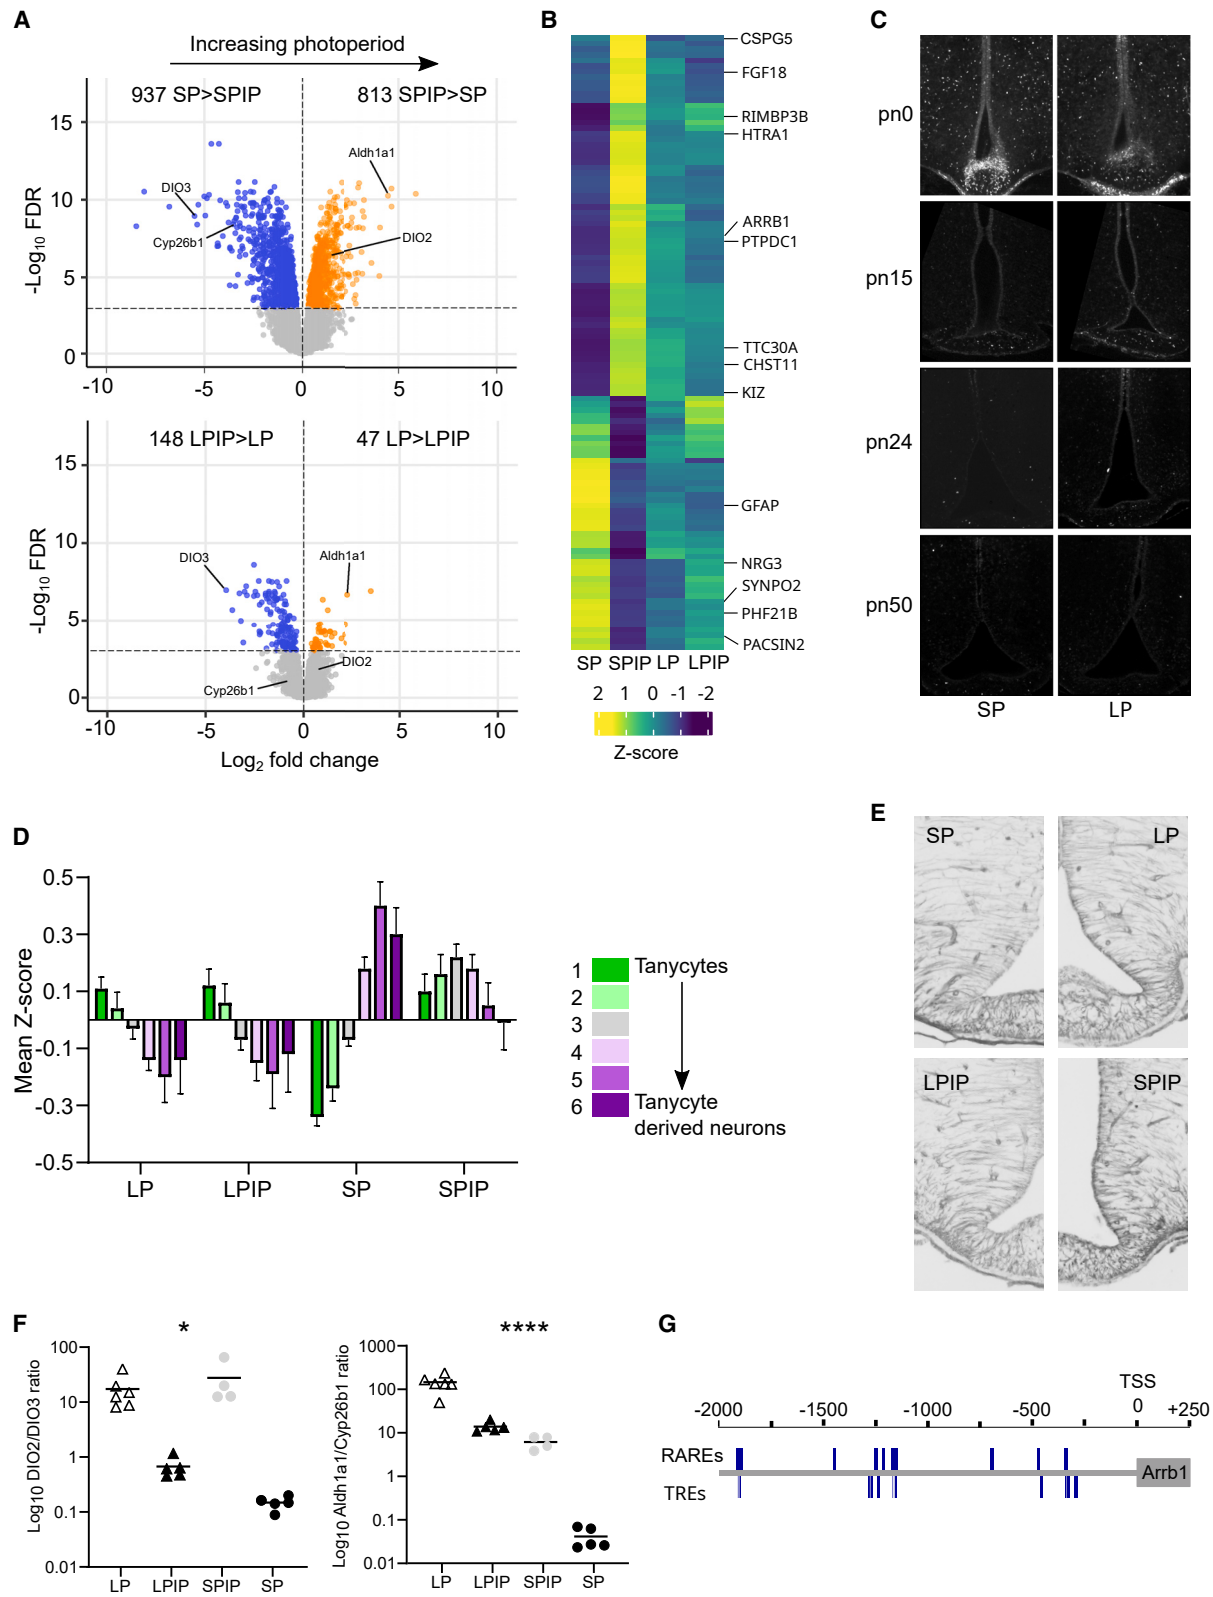 A
Increasing photoperiod
937 SP>SPIP
813 SPIP>SP
15
10
5
0
-Log10 FDR
DIO3
Cyp26b1
Aldh1a1
DIO2
-10
-5
0
5
10
148 LPIP>LP
47 LP>LPIP
15
10
5
0
-Log10 FDR
DIO3
Aldh1a1
DIO2
Cyp26b1
-10
-5
0
5
10
Log2 fold change
B
CSPG5
FGF18
RIMBP3B
HTRA1
ARRB1
PTPDC1
TTC30A
CHST11
KIZ
GFAP
NRG3
SYNPO2
PHF21B
PACSIN2
SP SPIP LP LPIP
2 1 0 -1 -2
Z-score
C
pn0
pn15
pn24
pn50
SP
LP
D
Mean Z-score
0.5
0.3
0.1
-0.1
-0.3
-0.5
LP
LPIP
SP
SPIP
1
2
3
4
5
6
Tanycytes
Tanycyte
derived neurons
E
SP
LP
LPIP
SPIP
F
*
Log10 DIO2/DIO3 ratio
100
10
1
0.1
0.01
LP
LPIP
SPIP
SP
****
Log10 Aldh1a1/Cyp26b1 ratio
1000
100
10
1
0.1
0.01
LP
LPIP
SPIP
SP
G
TSS
-2000
-1500
-1000
-500
0
+250
RAREs
TREs
Arrb1